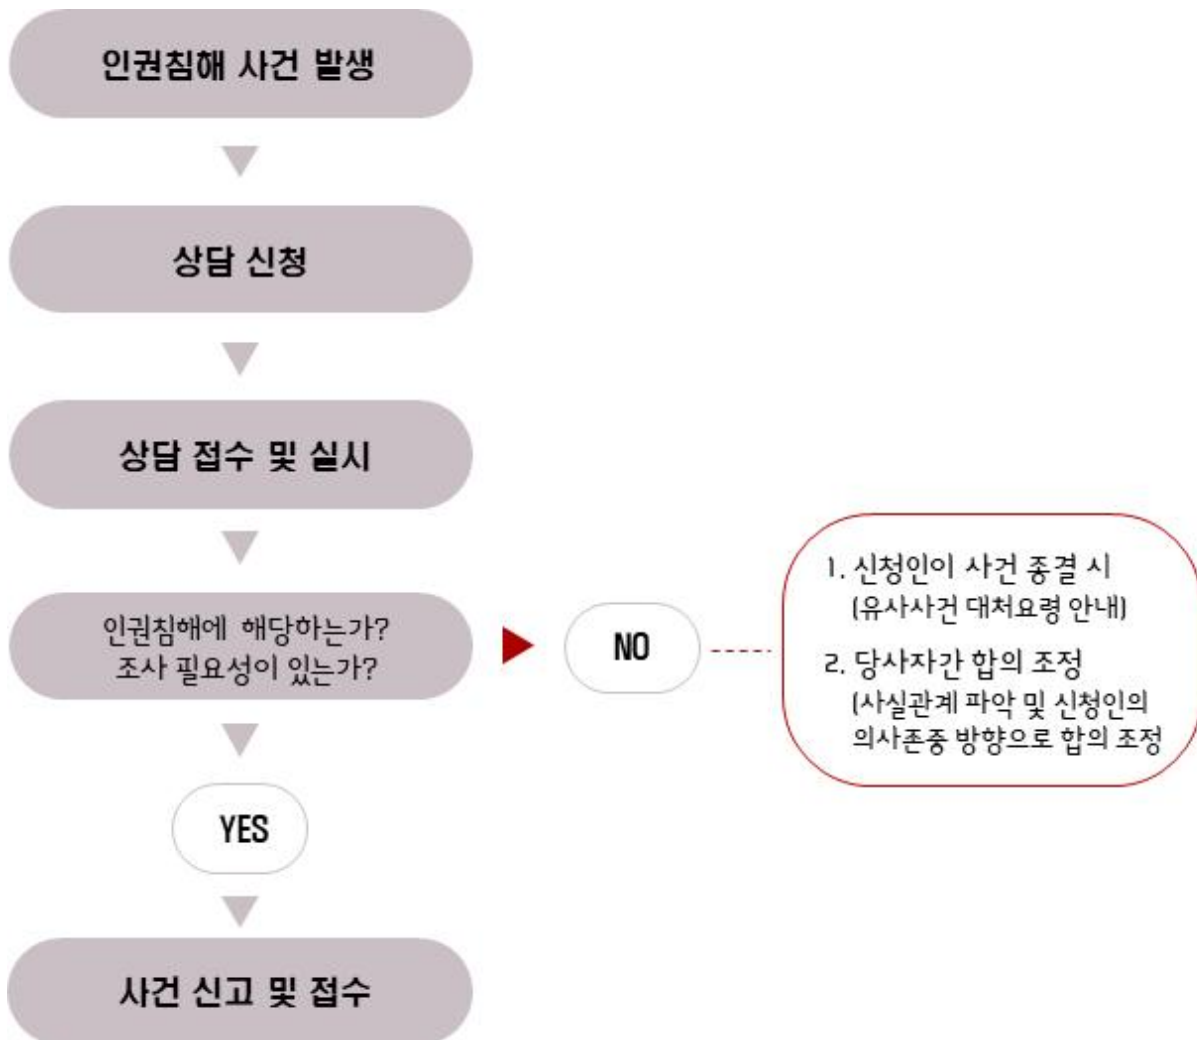 인권침해 사건 발생
상담 신청
상담 접수 및 실시
인권침해에 해당하는가?
조사 필요성이 있는가?
NO
1. 신청인이 사건 종결 시
(유사사건 대처요령 안내)
2. 당사자간 합의 조정
(사실관계 파악 및 신청인의
의사존중 방향으로 합의 조정
YES
사건 신고 및 접수